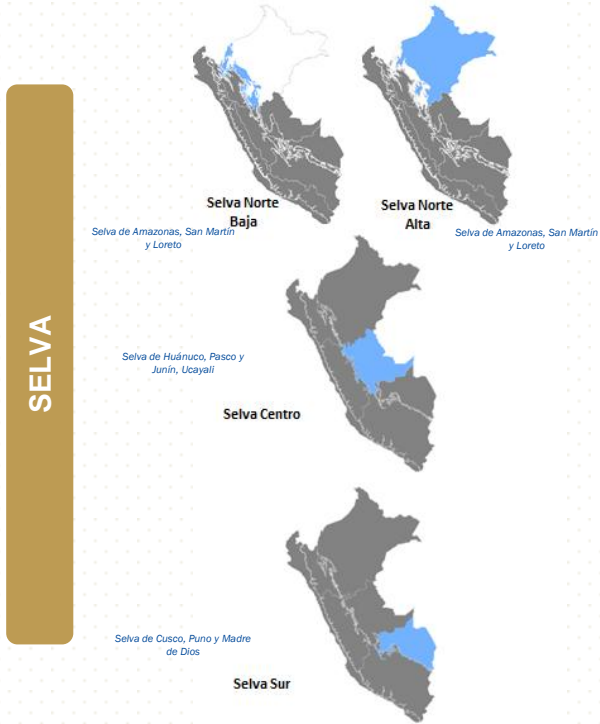 SELVA
Selva Norte
Baja
Selva Norte
Alta
Selva de Amazonas, San Martín
y Loreto
Selva de Amazonas, San Martín
y Loreto
Selva de Huánuco, Pasco y
Junín, Ucayali
Selva Centro
Selva de Cusco, Puno y Madre
de Dios
Selva Sur